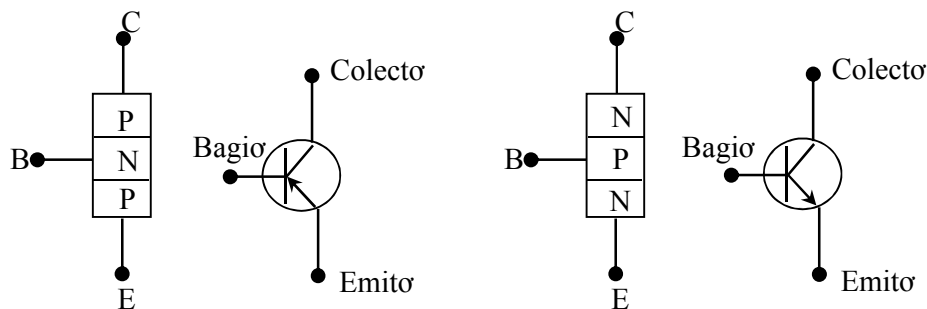 C
P
B N
P
E
Colectơ
Bagiơ
Emitơ
C
N
B P
N
E
Colectơ
Bagiơ
Emitơ